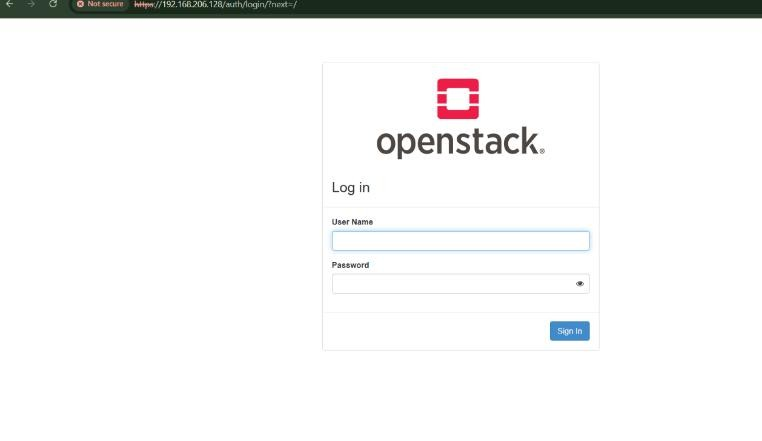 Not secure https://192.168.206.128/auth/login/?next=/
openstack.
Log in
User Name
Password
Sign In